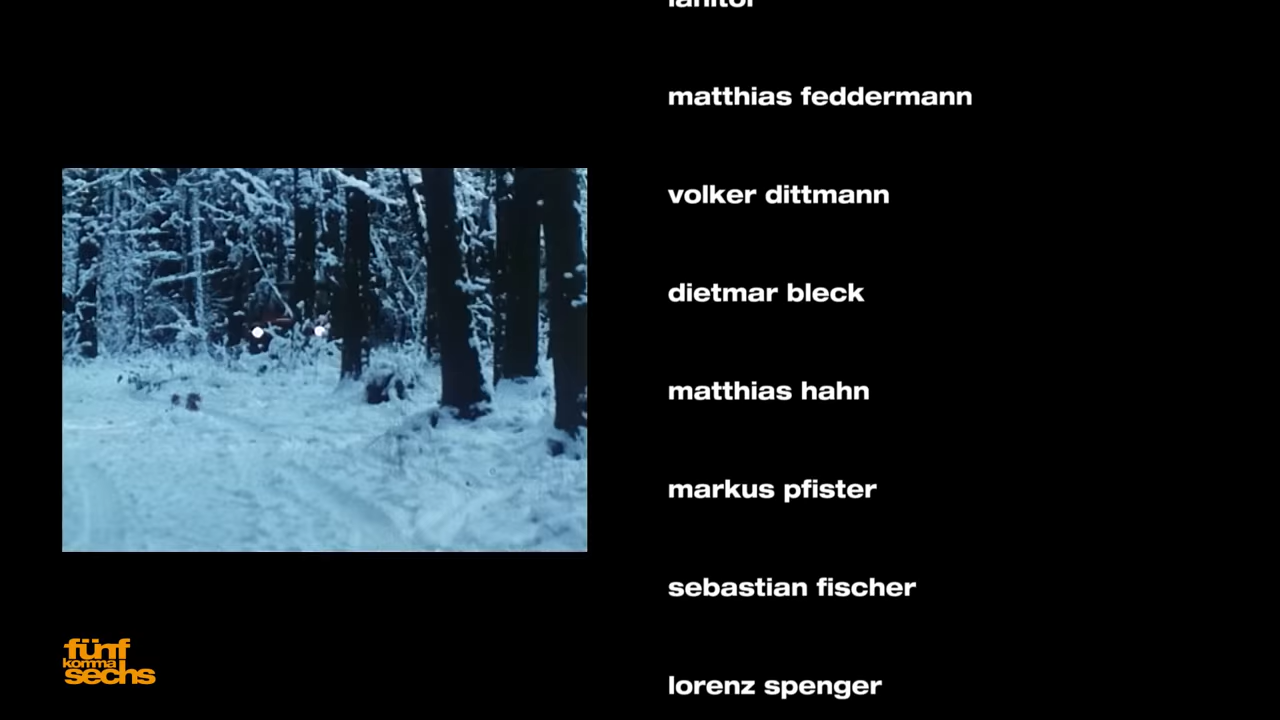 matthias feddermann
volker dittmann
dietmar bleck
matthias hahn
markus pfister
sebastian fischer
lorenz spenger
fünf
komma
sechs